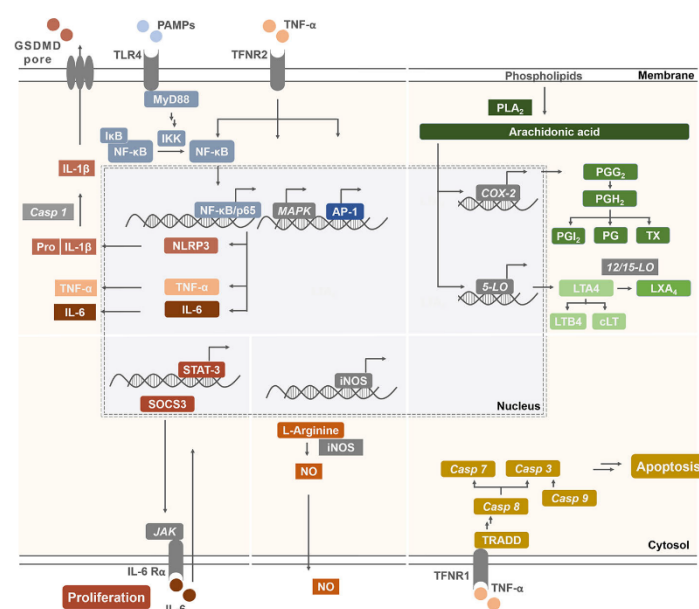 PAMPs
TNF-α
GSDMD
pore
TLR4
TFNR2
Phospholipids
Membrane
MyD88
PLA2
IκB
IKK
Arachidonic acid
NF-κB
NF-κB
IL-1β
COX-2
PGG2
Casp 1
NF-κB/p65
MAPK
AP-1
PGH2
Pro
IL-1β
NLRP3
PGI2
PG
TX
12/15-LO
TNF-α
TNF-α
5-LO
LTA4
LXA4
IL-6
IL-6
LTB4
cLT
STAT-3
iNOS
SOCS3
Nucleus
L-Arginine
iNOS
NO
Casp 7
Casp 3
Apoptosis
Casp 8
Casp 9
JAK
TRADD
Cytosol
IL-6 Rα
TFNR1
NO
TNF-α
Proliferation
IL-6